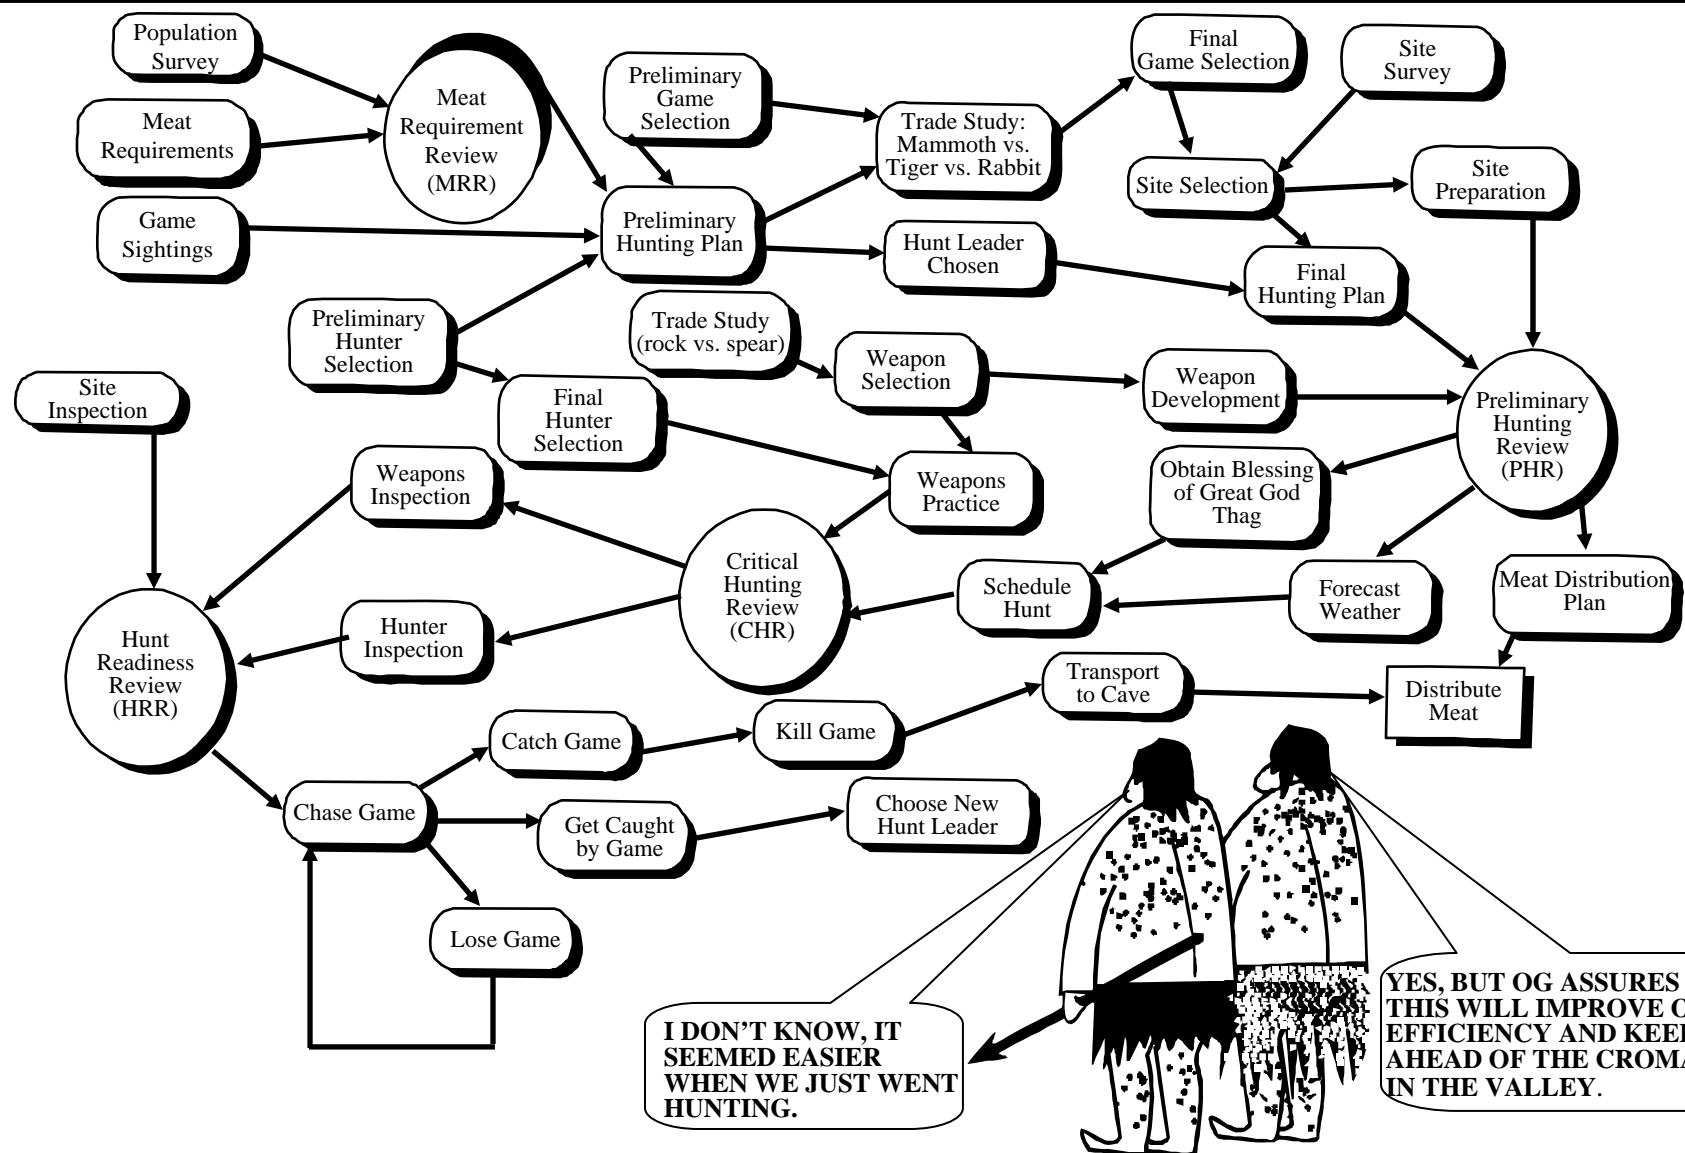 Population
Survey
Meat
Requirements
Game
Sightings
Meat
Requirement
Review
(MRR)
Preliminary
Game
Selection
Preliminary
Hunting Plan
Trade Study:
Mammoth vs.
Tiger vs. Rabbit
Final
Game Selection
Site
Survey
Site Selection
Site
Preparation
Hunt Leader
Chosen
Final
Hunting Plan
Preliminary
Hunter
Selection
Trade Study
(rock vs. spear)
Weapon
Selection
Weapon
Development
Preliminary
Hunting
Review
(PHR)
Site
Inspection
Final
Hunter
Selection
Weapons
Inspection
Weapons
Practice
Obtain Blessing
of Great God
Thag
Critical
Hunting
Review
(CHR)
Schedule
Hunt
Forecast
Weather
Meat Distribution
Plan
Hunt
Readiness
Review
(HRR)
Hunter
Inspection
Transport
to Cave
Distribute
Meat
Catch Game
Kill Game
Chase Game
Get Caught
by Game
Choose New
Hunt Leader
Lose Game
I DON'T KNOW, IT
SEEMED EASIER
WHEN WE JUST WENT
HUNTING.
YES, BUT OG ASSURES
THIS WILL IMPROVE
EFFICIENCY AND
AHEAD OF THE
IN THE VALLEY.